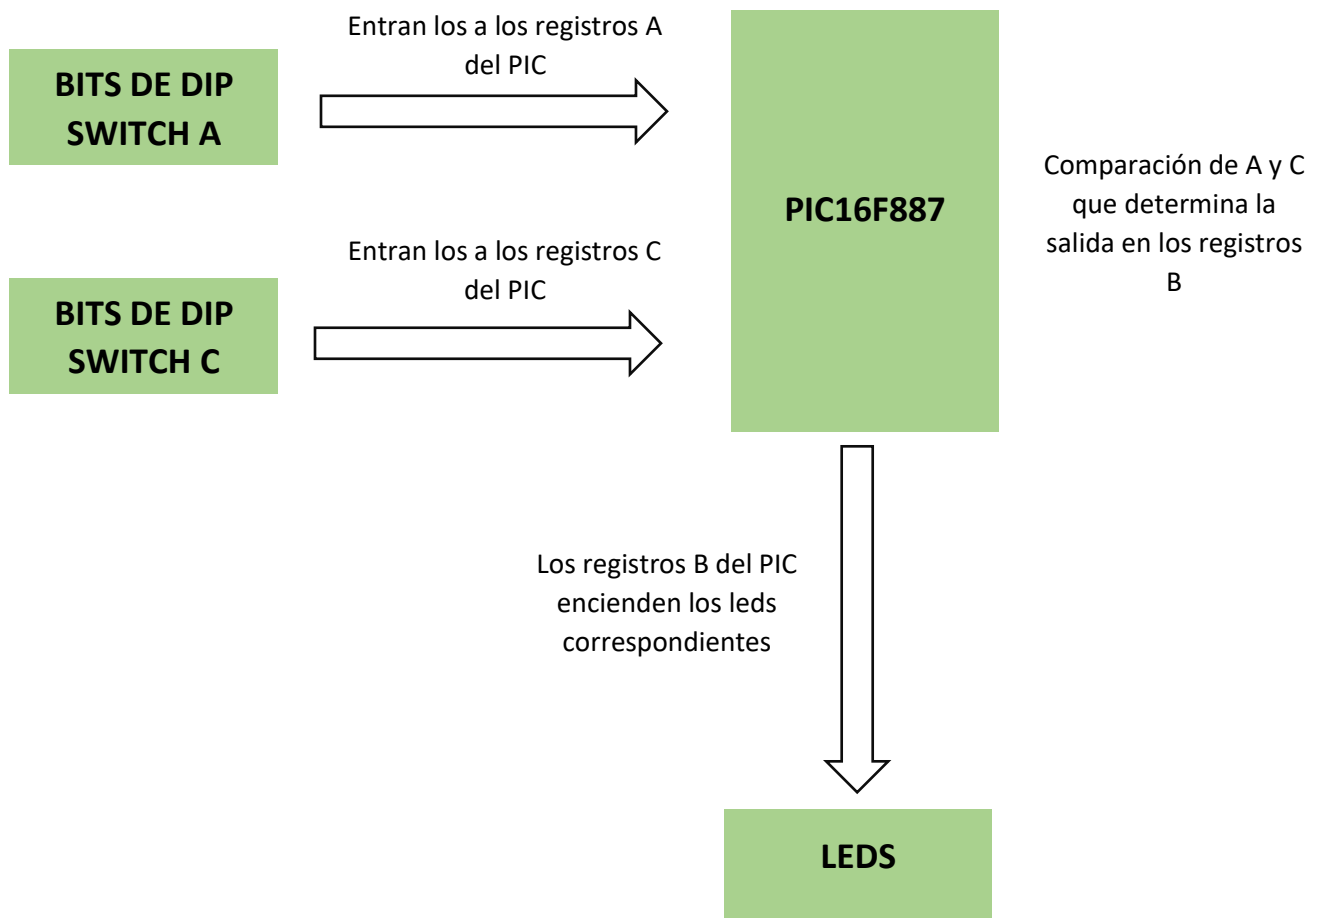 Entran los a los registros A
del PIC
BITS DE DIP
SWITCH A
PIC16F887
Comparación de A y C
que determina la
salida en los registros
B
Entran los a los registros C
del PIC
BITS DE DIP
SWITCH C
Los registros B del PIC
encienden los leds
correspondientes
LEDS